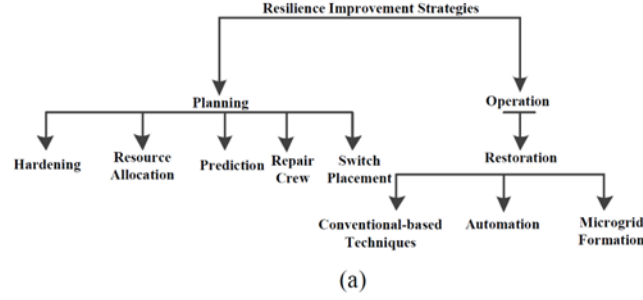 Resilience Improvement Strategies
Planning
Operation
Hardening
Resource
Allocation
Prediction
Repair
Crew
Switch
Placement
Restoration
Conventional-based
Techniques
Automation
Microgrid
Formation
(a)